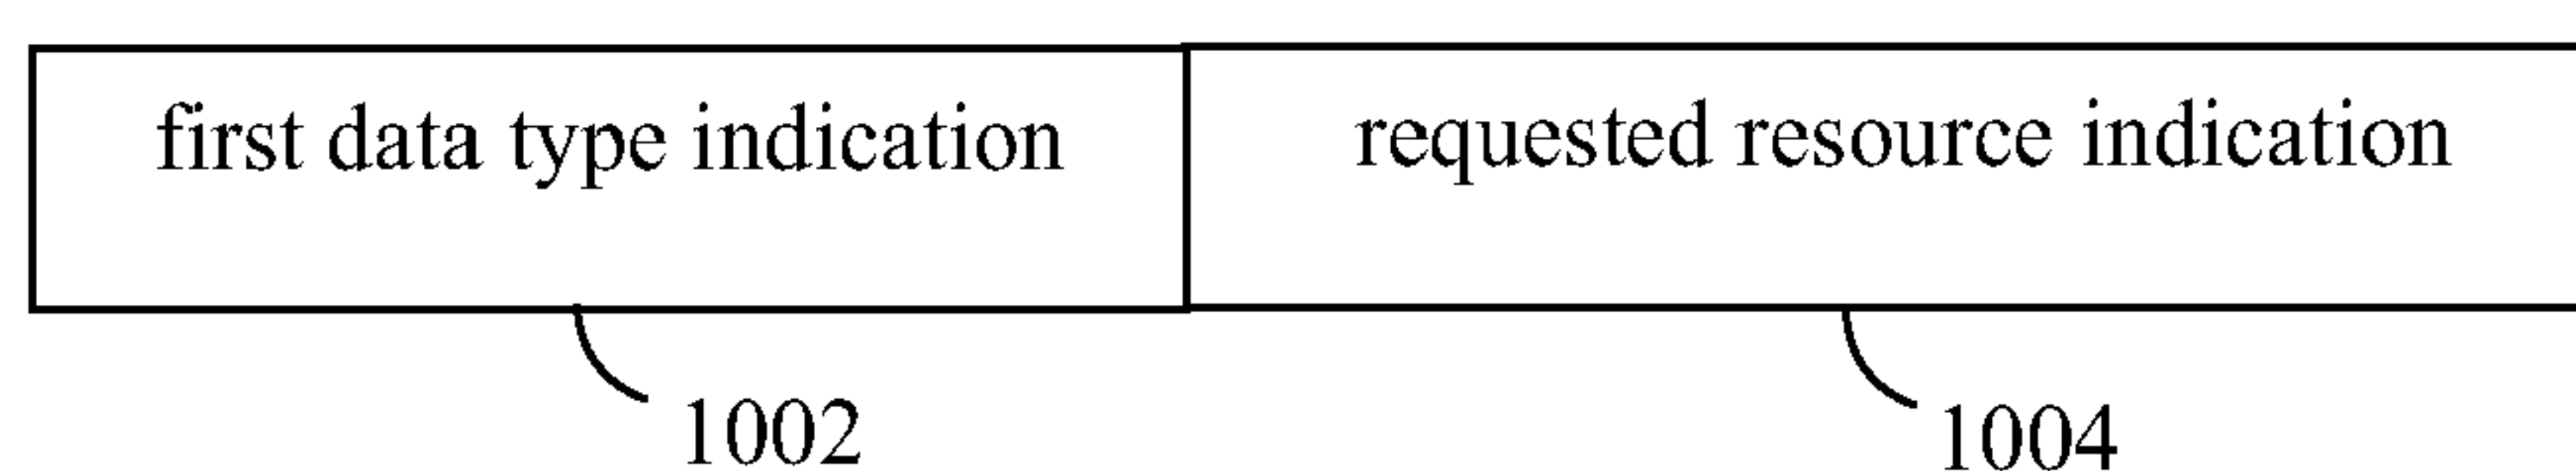 first data type indication
requested resource indication
1002
1004